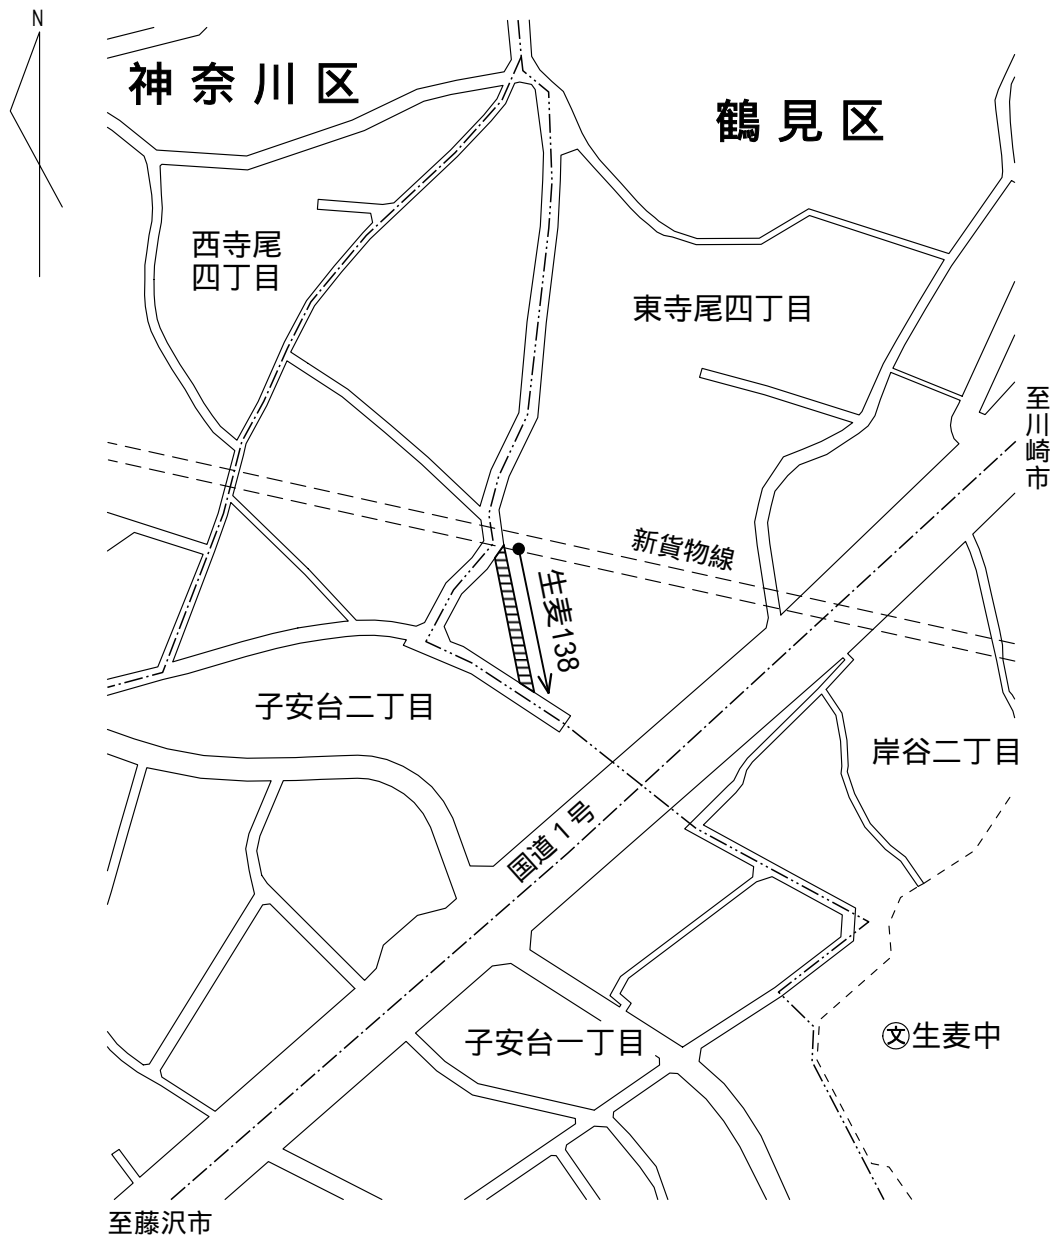 N
神奈川区
鶴見区
西寺尾
四丁目
東寺尾四丁目
至川崎市
新貨物線
生麦138
子安台二丁目
岸谷二丁目
国道1号
子安台一丁目
文生麦中
至藤沢市